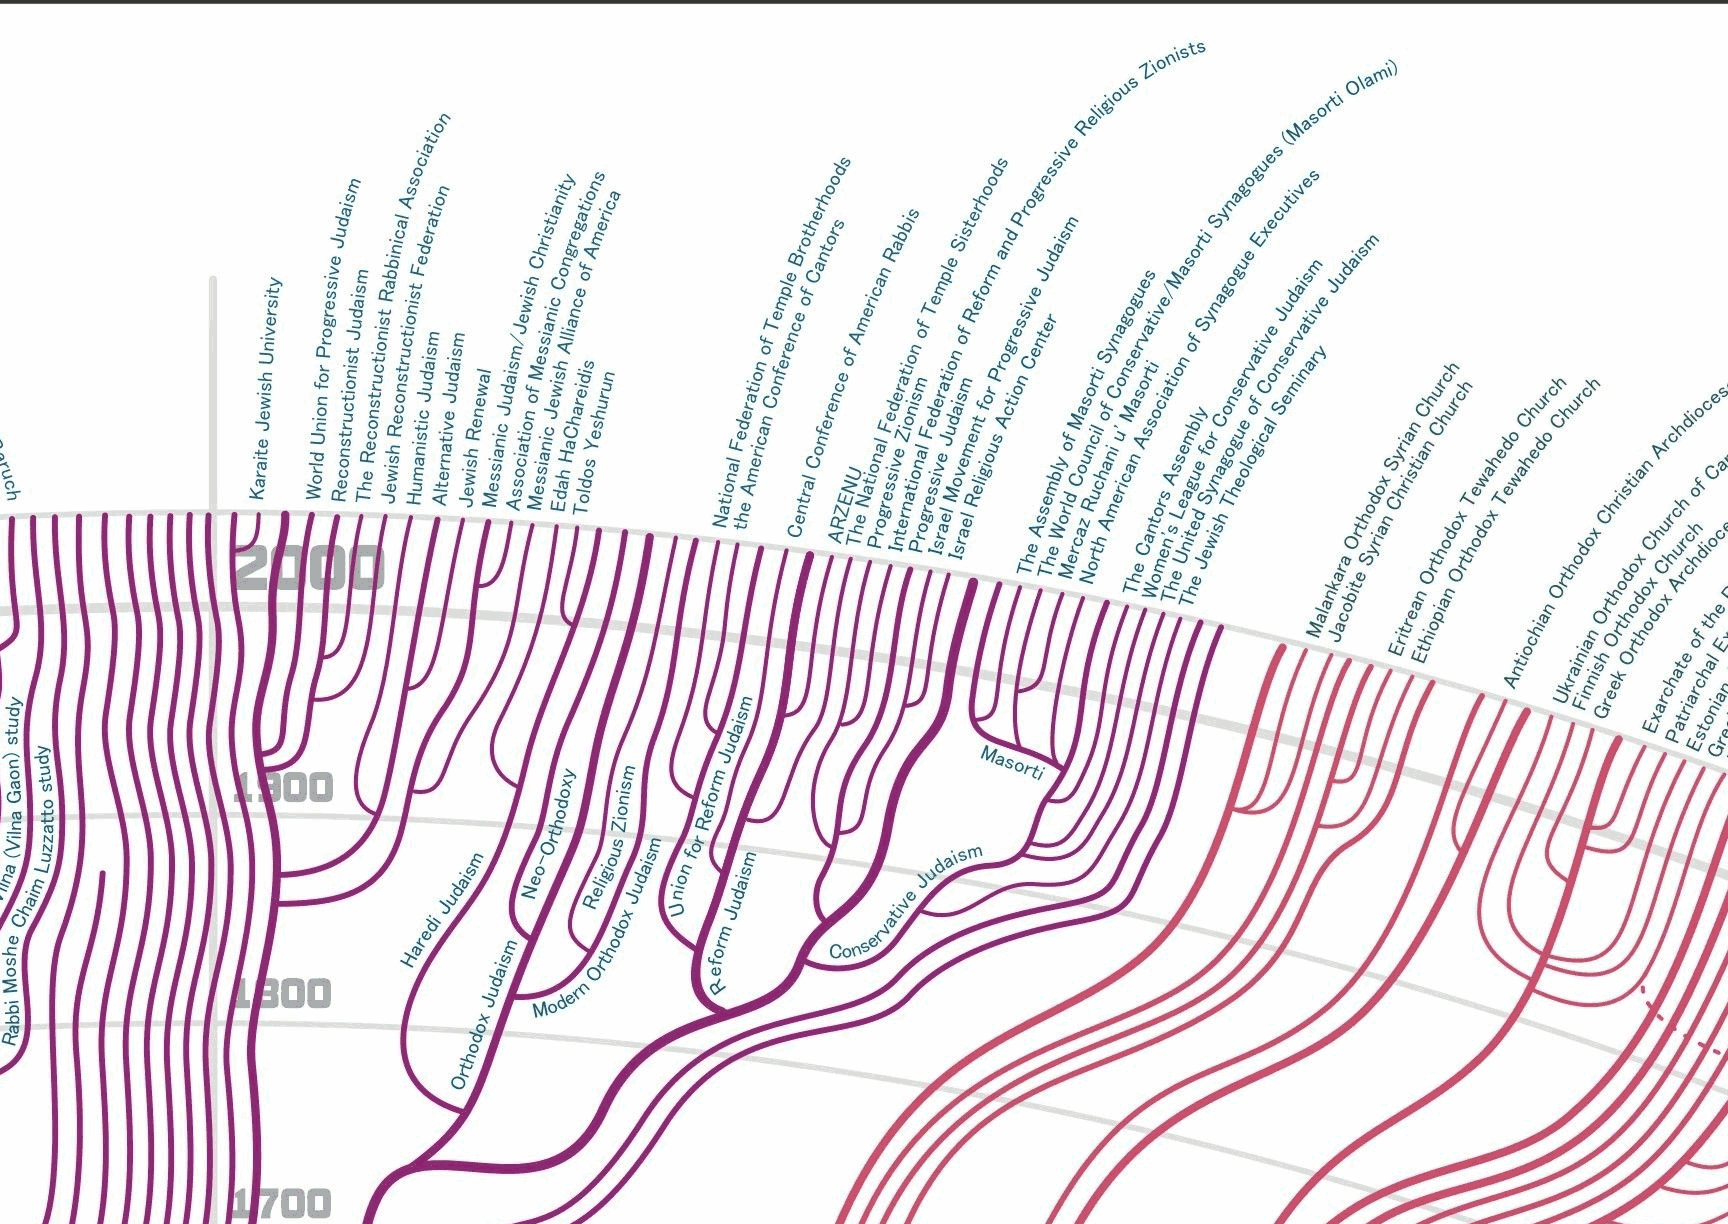 Karaite Jewish University
World Union for Progressive Judaism
Reconstructionist Judaism
The Reconstructionist Rabbinical Association
Jewish Reconstructionist Federation
Humanistic Judaism
Alternative Judaism
Jewish Renewal
Messianic Judaism/Jewish Christianity
Association of Messianic Congregations
Messianic Jewish Alliance of America
Edah HaChareidis
Toldos Yeshurun
National Federation of Temple Brotherhoods
the American Conference of Cantors
Central Conference of American Rabbis
ARZENU
The National Federation of Temple Sisterhoods
Progressive Zionism
International Federation of Reform and Progressive Religious Zionists
Progressive Judaism
Israel Movement for Progressive Judaism
Israel Religious Action Center
The Assembly of Masorti Synagogues
The World Council of Conservative/Masorti Synagogues (Masorti Olami)
Mercaz Ruchani u' Masorti
North American Association of Synagogue Executives
The Cantors Assembly
Women's League for Conservative Judaism
The United Synagogue of Conservative Judaism
The Jewish Theological Seminary
Malankara Orthodox Syrian Church
Jacobite Syrian Christian Church
Eritrean Orthodox Tewahedo Church
Ethiopian Orthodox Tewahedo Church
Antiochian Orthodox Christian Archdioces
Ukrainian Orthodox Church of Ca
Finnish Orthodox Church
Greek Orthodox Archdioce
Exarchate of the
Patriarchal Ex
Estonian
Gre
2000
1900
1800
1700
Vilna (Vilna Gaon) study
Rabbi Moshe Chaim Luzzatto study
Haredi Judaism
Orthodox Judaism
Neo-Orthodoxy
Religious Zionism
Modern Orthodox Judaism
Union for Reform Judaism
Reform Judaism
Conservative Judaism
Masorti